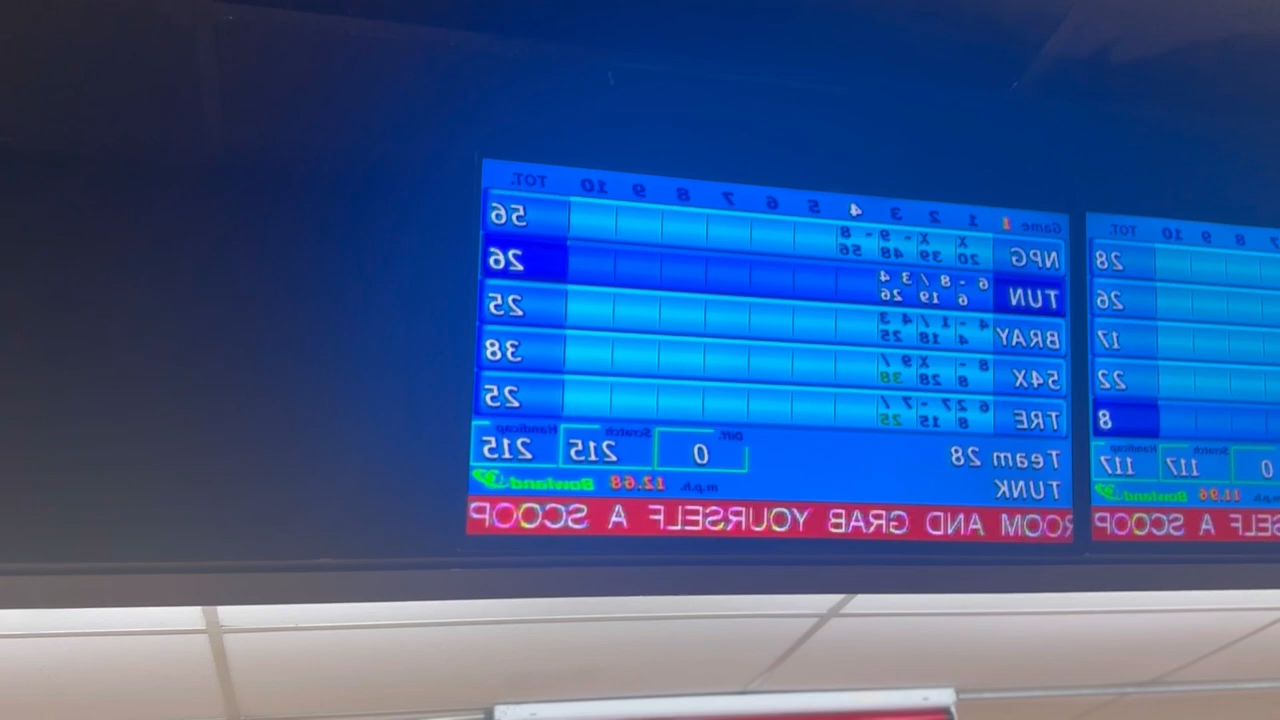 Game 1 1 2 3 4 5 6 7 8 9 10 TOT.
NPG X X - 9 - 8 56
20 39 48 56
TUN 6 - 8 / 3 4 26
6 19 26
BRAY 4 - 1 / 4 3 25
4 18 25
54X 8 - X 9 / 38
8 28 38
TRE 6 2 7 - 7 / 25
8 15 25
Team 28
Diff. Scratch Handicap
0 215 215
TUNK
m.p.h. 12.68 Bowland
ROOM AND GRAB YOURSELF A SCOOP
7 8 9 10 TOT.
28
26
17
22
8
Scratch Handicap
0 117 117
m.p.h. 11.96 Bowland
SELF A SCOOP